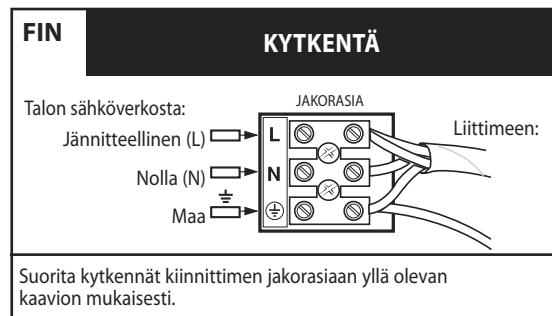 FIN
KYTKENTÄ
JAKORASIA
Talon sähköverkosta:
Liittimeen:
Jännitteellinen (L)
L
Nolla (N)
N
Maa
Suorita kytkennät kiinnittimen jakorasiaan yllä olevan
kaavion mukaisesti.